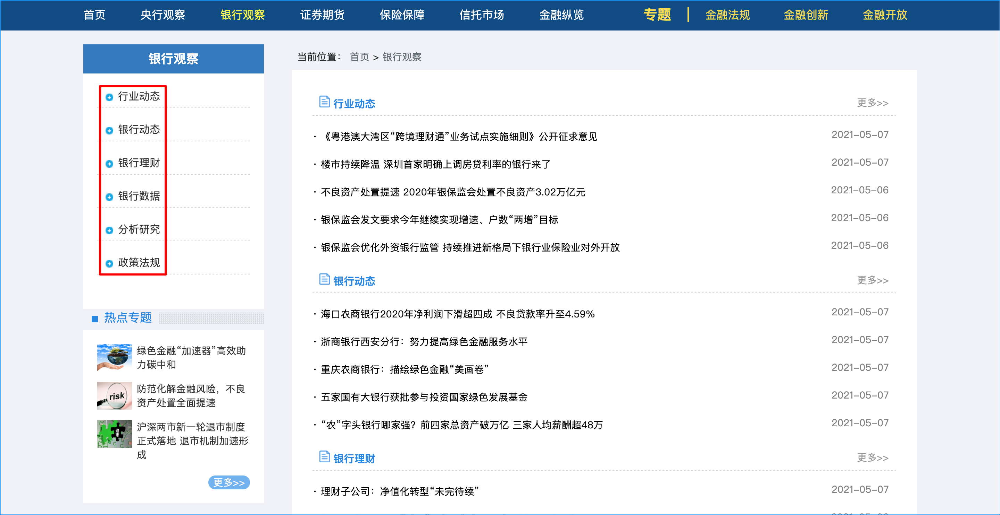 首页 央行观察 银行观察 证券期货 保险保障 信托市场 金融纵览 专题 金融法规 金融创新 金融开放
银行观察
行业动态
银行动态
银行理财
银行数据
分析研究
政策法规
热点专题
绿色金融“加速器”高效助
力碳中和
risk
防范化解金融风险，不良
资产处置全面提速
退市
沪深两市新一轮退市制度
正式落地 退市机制加速形
成
更多>>
当前位置： 首页 > 银行观察
行业动态 更多>>
· 《粤港澳大湾区“跨境理财通”业务试点实施细则》公开征求意见 2021-05-07
· 楼市持续降温 深圳首家明确上调房贷利率的银行来了 2021-05-07
· 不良资产处置提速 2020年银保监会处置不良资产3.02万亿元 2021-05-06
· 银保监会发文要求今年继续实现增速、户数“两增”目标 2021-05-06
· 银保监会优化外资银行监管 持续推进新格局下银行业保险业对外开放 2021-05-06
银行动态 更多>>
· 海口农商银行2020年净利润下滑超四成 不良贷款率升至4.59% 2021-05-07
· 浙商银行西安分行：努力提高绿色金融服务水平 2021-05-07
· 重庆农商银行：描绘绿色金融“美画卷” 2021-05-07
· 五家国有大银行获批参与投资国家绿色发展基金 2021-05-07
· “农”字头银行哪家强？前四家总资产破万亿 三家人均薪酬超48万 2021-05-07
银行理财 更多>>
· 理财子公司：净值化转型“未完待续” 2021-05-07